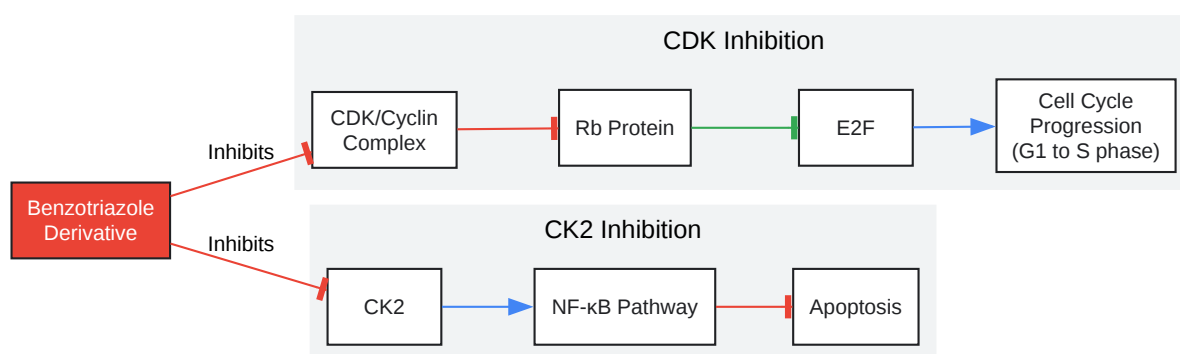 CDK Inhibition
CDK/Cyclin
Complex
Rb Protein
E2F
Cell Cycle
Progression
(G1 to S phase)
Inhibits
Benzotriazole
Derivative
Inhibits
CK2 Inhibition
CK2
NF-κB Pathway
Apoptosis